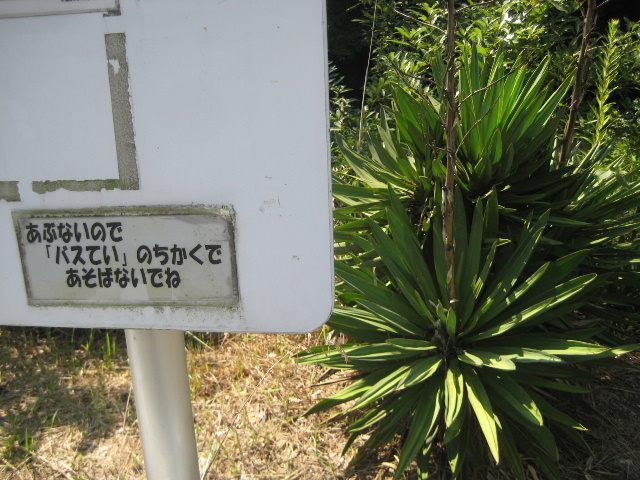 あぶないので
「バスてい」のちかくで
あそばないでね